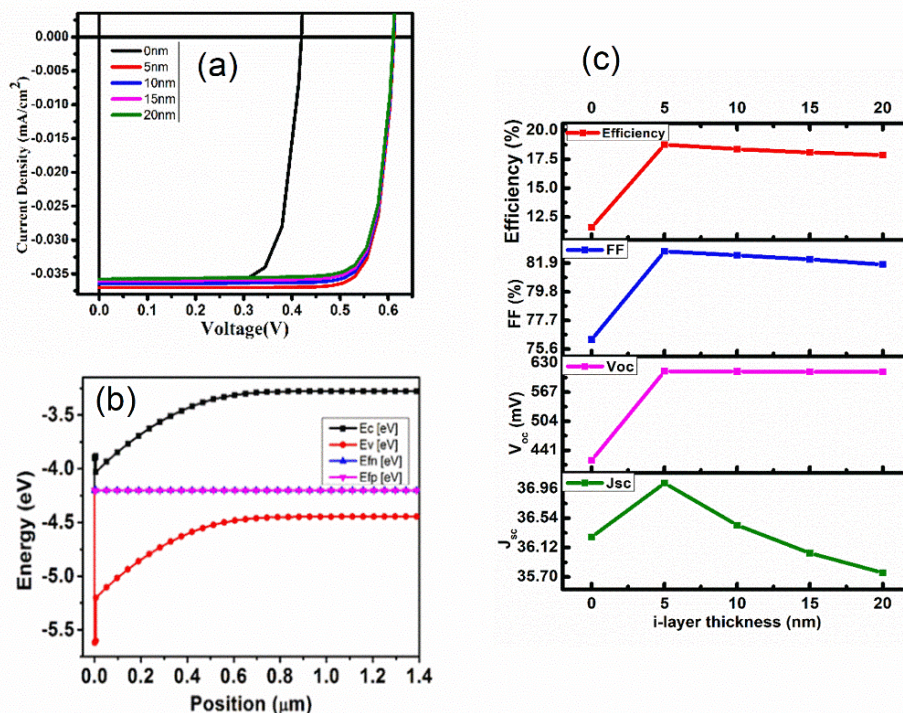 (a)
0.000
-0.005
-0.010
-0.015
-0.020
-0.025
-0.030
-0.035
Current Density (mA/cm²)
0nm
5nm
10nm
15nm
20nm
0.0 0.1 0.2 0.3 0.4 0.5 0.6
Voltage(V)
(b)
-3.5
-4.0
-4.5
-5.0
-5.5
Energy (eV)
Ec [eV]
Ev [eV]
Efn [eV]
Efp [eV]
0.0 0.2 0.4 0.6 0.8 1.0 1.2 1.4
Position (μm)
(c)
0 5 10 15 20
20.0
17.5
15.0
12.5
Efficiency (%)
Efficiency
81.9
79.8
77.7
75.6
FF (%)
FF
630
567
504
441
Voc (mV)
Voc
36.96
36.54
36.12
35.70
Jsc
Jsc
0 5 10 15 20
i-layer thickness (nm)